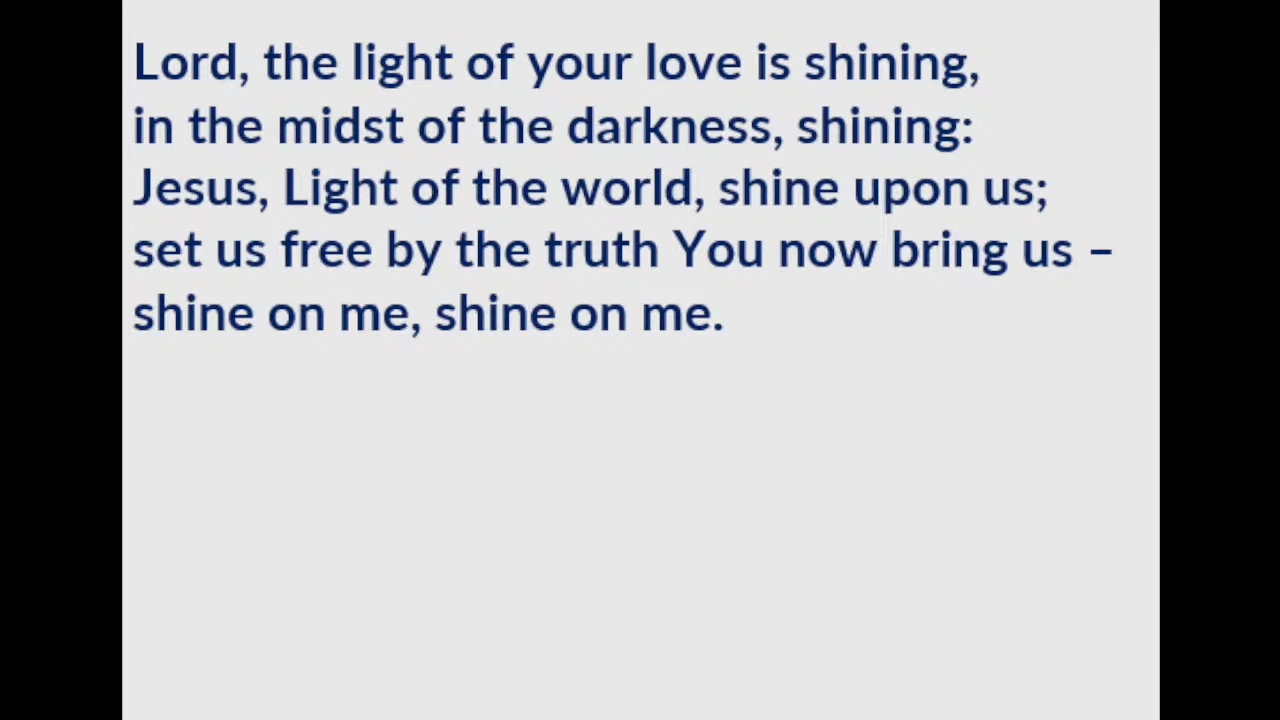 Lord, the light of your love is shining,
in the midst of the darkness, shining:
Jesus, Light of the world, shine upon us;
set us free by the truth You now bring us –
shine on me, shine on me.